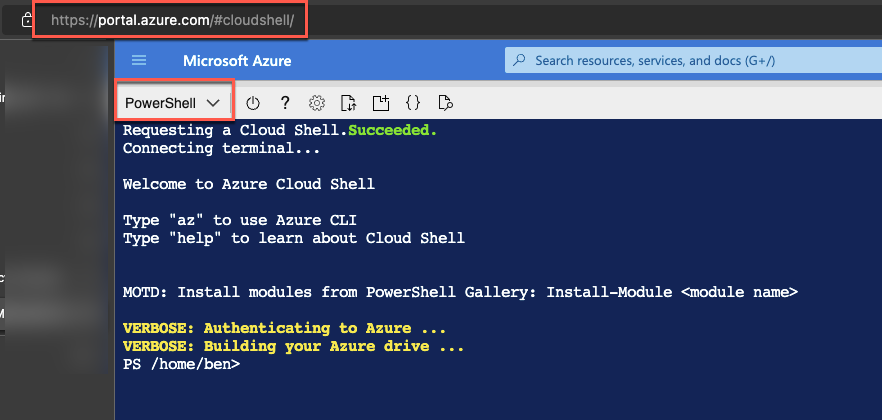 https://portal.azure.com/#cloudshell/
Microsoft Azure
Search resources, services, and docs (G+/)
PowerShell
?
{}
Requesting a Cloud Shell.Succeeded.
Connecting terminal...
Welcome to Azure Cloud Shell
Type "az" to use Azure CLI
Type "help" to learn about Cloud Shell
MOTD: Install modules from PowerShell Gallery: Install-Module <module name>
VERBOSE: Authenticating to Azure ...
VERBOSE: Building your Azure drive ...
PS /home/ben>